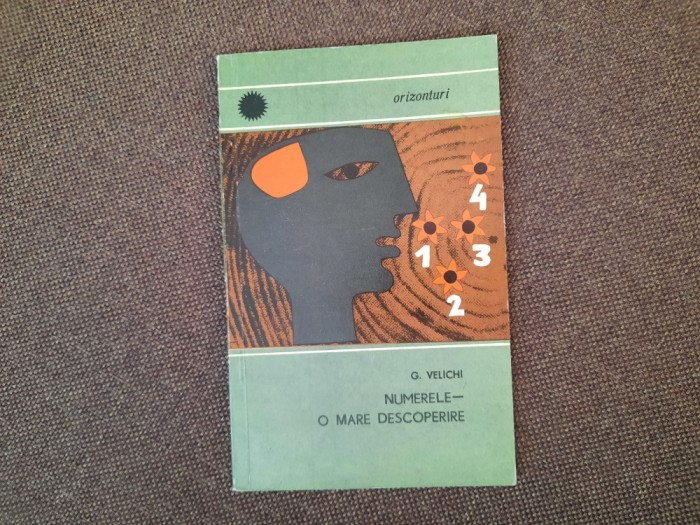 orizonturi
4
1 3
2
G. VELICHI
NUMERELE—
O MARE DESCOPERIRE